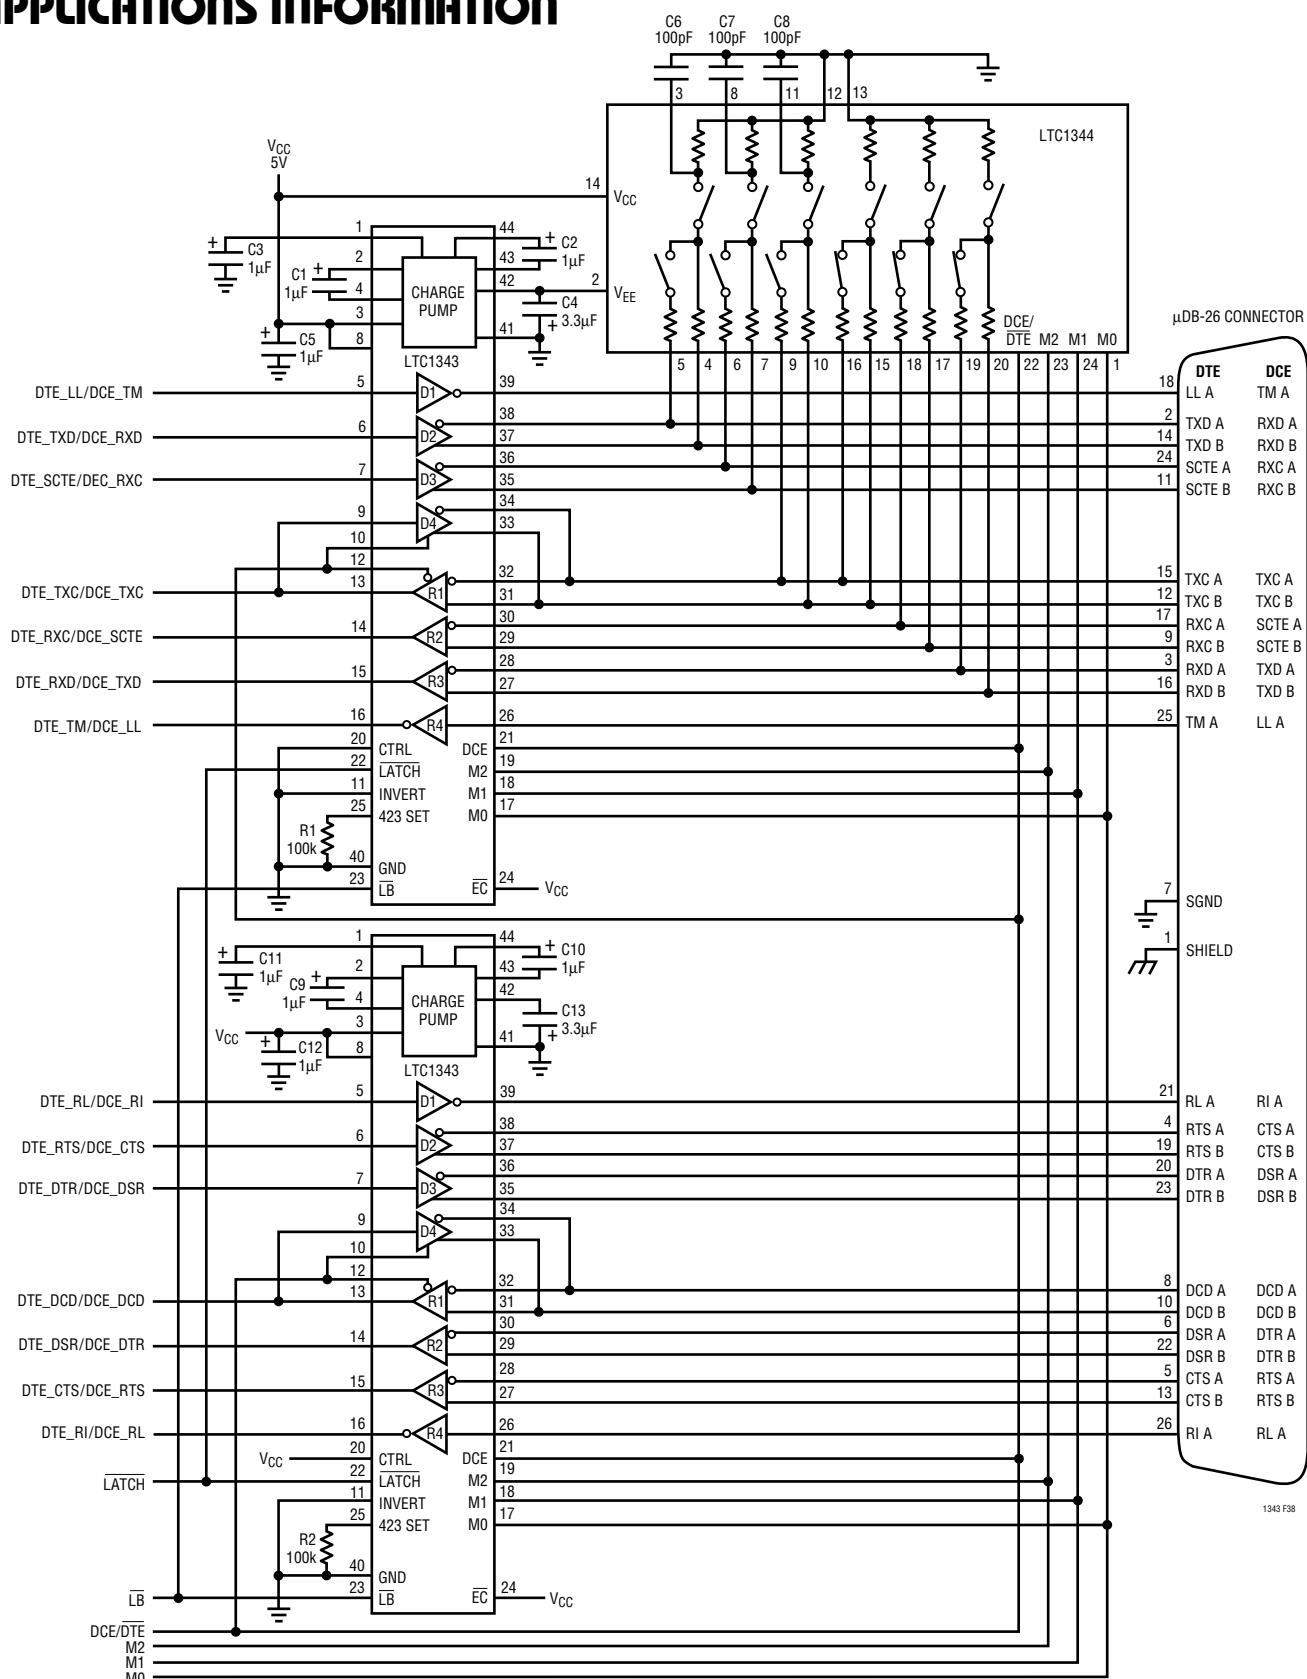 APPLICATIONS INFORMATION
C6 C7 C8
100pF 100pF 100pF
3 8 11 12 13
LTC1344
VCC
5V
14 VCC
1 44
+ C3 1µF
+ C2 1µF
2 43
C1 + 1µF
4 42
CHARGE PUMP
2 VEE
C4 3.3µF +
3 41
8
+ C5 1µF
LTC1343
DCE/DTE M2 M1 M0
5 4 6 7 9 10 16 15 18 17 19 20 22 23 24 1
µDB-26 CONNECTOR
DTE DCE
DTE_LL/DCE_TM 5 D1 39 18 LL A TM A
DTE_TXD/DCE_RXD 6 D2 38 2 TXD A RXD A
37 14 TXD B RXD B
DTE_SCTE/DEC_RXC 7 D3 36 24 SCTE A RXC A
35 11 SCTE B RXC B
9 D4 34
33
10
12
DTE_TXC/DCE_TXC 13 R1 32 15 TXC A TXC A
31 12 TXC B TXC B
DTE_RXC/DCE_SCTE 14 R2 30 17 RXC A SCTE A
29 9 RXC B SCTE B
DTE_RXD/DCE_TXD 15 R3 28 3 RXD A TXD A
27 16 RXD B TXD B
DTE_TM/DCE_LL 16 R4 26 25 TM A LL A
20 CTRL DCE 21
22 LATCH M2 19
11 INVERT M1 18
25 423 SET M0 17
R1
100k
40 GND
23 LB EC 24 VCC
7 SGND
1 SHIELD
1 44
+ C11 1µF
+ C10 1µF
2 43
C9 + 1µF
4 42
CHARGE PUMP
C13 3.3µF +
VCC 3 41
8
+ C12 1µF
LTC1343
DTE_RL/DCE_RI 5 D1 39 21 RL A RI A
DTE_RTS/DCE_CTS 6 D2 38 4 RTS A CTS A
37 19 RTS B CTS B
DTE_DTR/DCE_DSR 7 D3 36 20 DTR A DSR A
35 23 DTR B DSR B
9 D4 34
33
10
12
DTE_DCD/DCE_DCD 13 R1 32 8 DCD A DCD A
31 10 DCD B DCD B
DTE_DSR/DCE_DTR 14 R2 30 6 DSR A DTR A
29 22 DSR B DTR B
DTE_CTS/DCE_RTS 15 R3 28 5 CTS A RTS A
27 13 CTS B RTS B
DTE_RI/DCE_RL 16 R4 26 26 RI A RL A
VCC 20 CTRL DCE 21
LATCH 22 LATCH M2 19
11 INVERT M1 18
25 423 SET M0 17
1343 F38
R2
100k
40 GND
LB 23 LB EC 24 VCC
DCE/DTE
M2
M1
M0